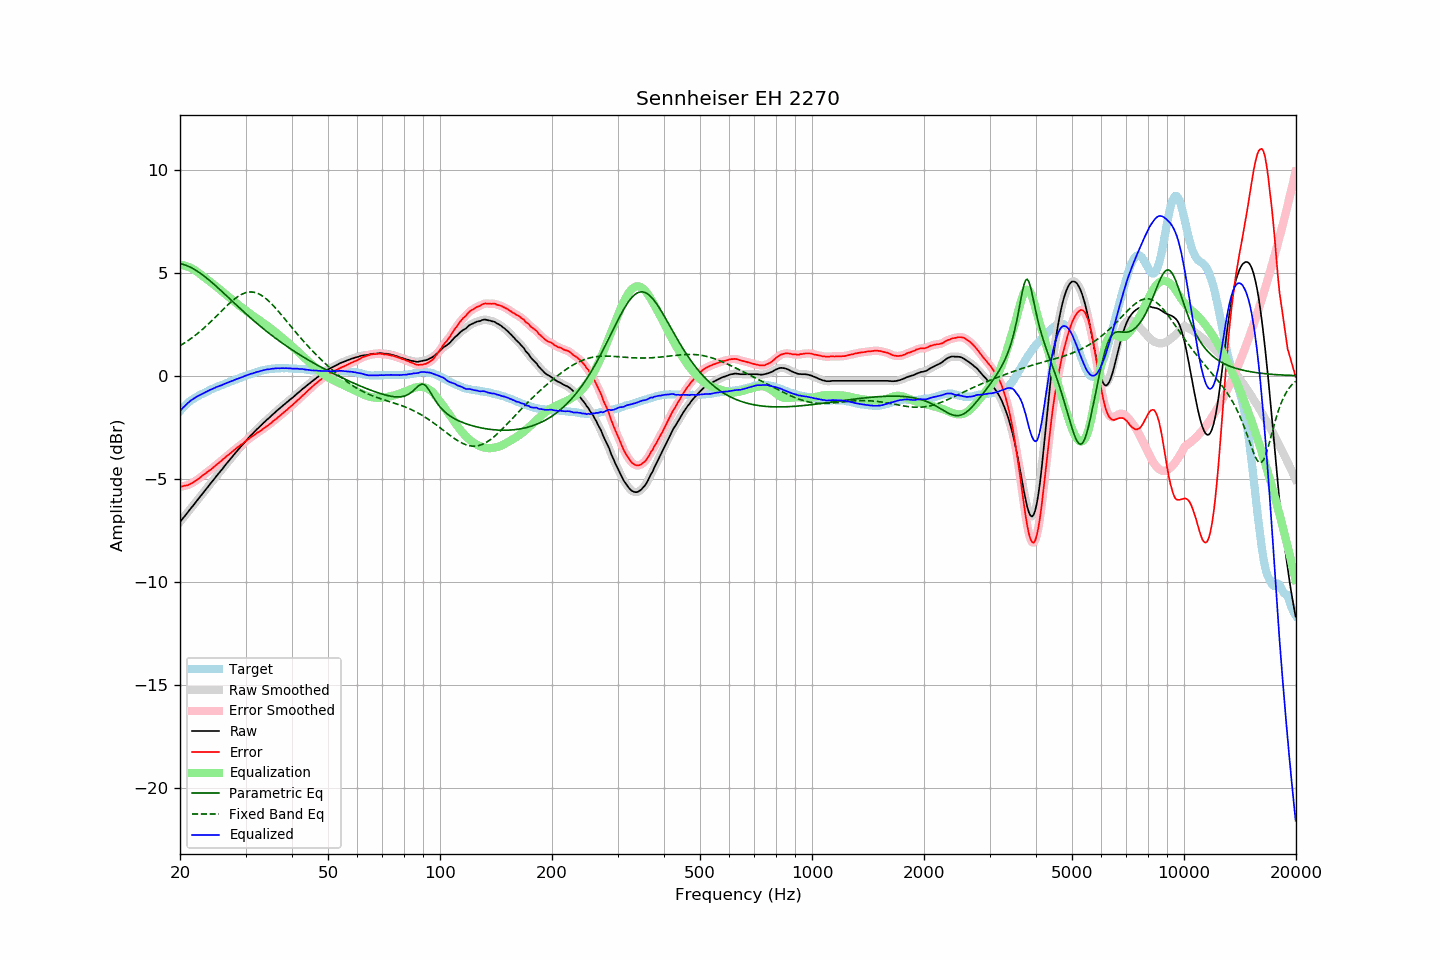 Sennheiser EH 2270
Amplitude (dBr)
10
5
0
−5
−10
−15
−20
Target
Raw Smoothed
Error Smoothed
Raw
Error
Equalization
Parametric Eq
Fixed Band Eq
Equalized
20 50 100 200 500 1000 2000 5000 10000 20000
Frequency (Hz)